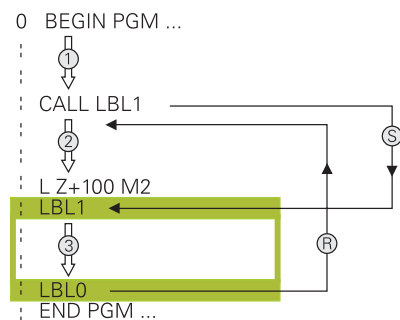 0 BEGIN PGM ...
1
CALL LBL1
S
2
L Z+100 M2
LBL1
3
R
LBL0
END PGM ...